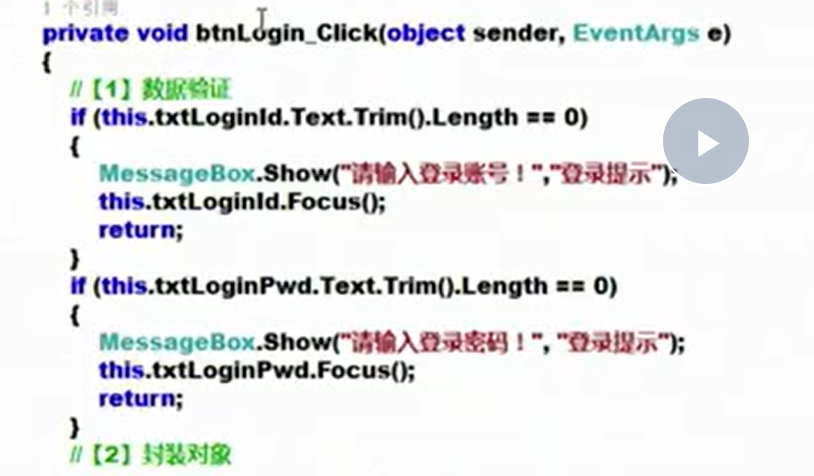 1 个引用
private void btnLogin_Click(object sender, EventArgs e)
{
//【1】数据验证
if (this.txtLoginId.Text.Trim().Length == 0)
{
MessageBox.Show("请输入登录账号！","登录提示");
this.txtLoginId.Focus();
return;
}
if (this.txtLoginPwd.Text.Trim().Length == 0)
{
MessageBox.Show("请输入登录密码！", "登录提示");
this.txtLoginPwd.Focus();
return;
}
//【2】封装对象